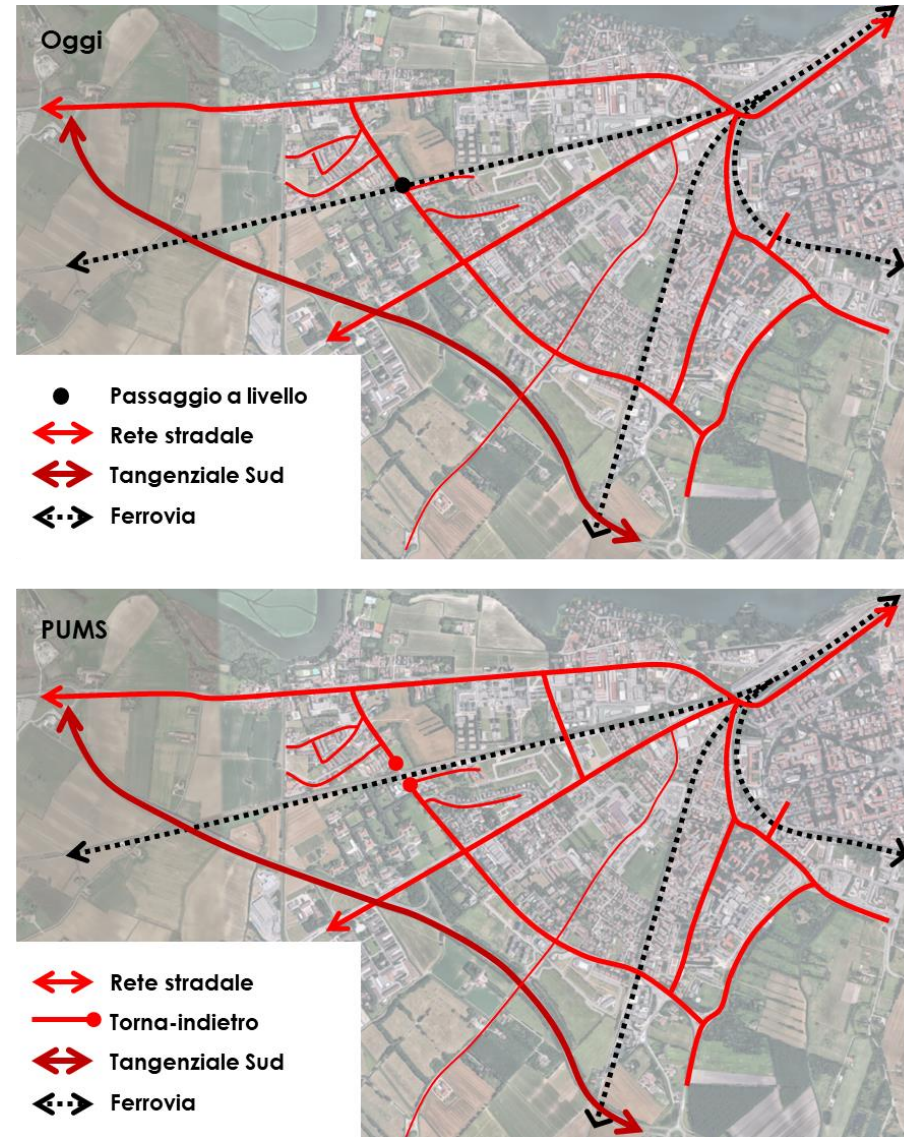 Oggi
Passaggio a livello
Rete stradale
Tangenziale Sud
Ferrovia
PUMS
Rete stradale
Torna-indietro
Tangenziale Sud
Ferrovia